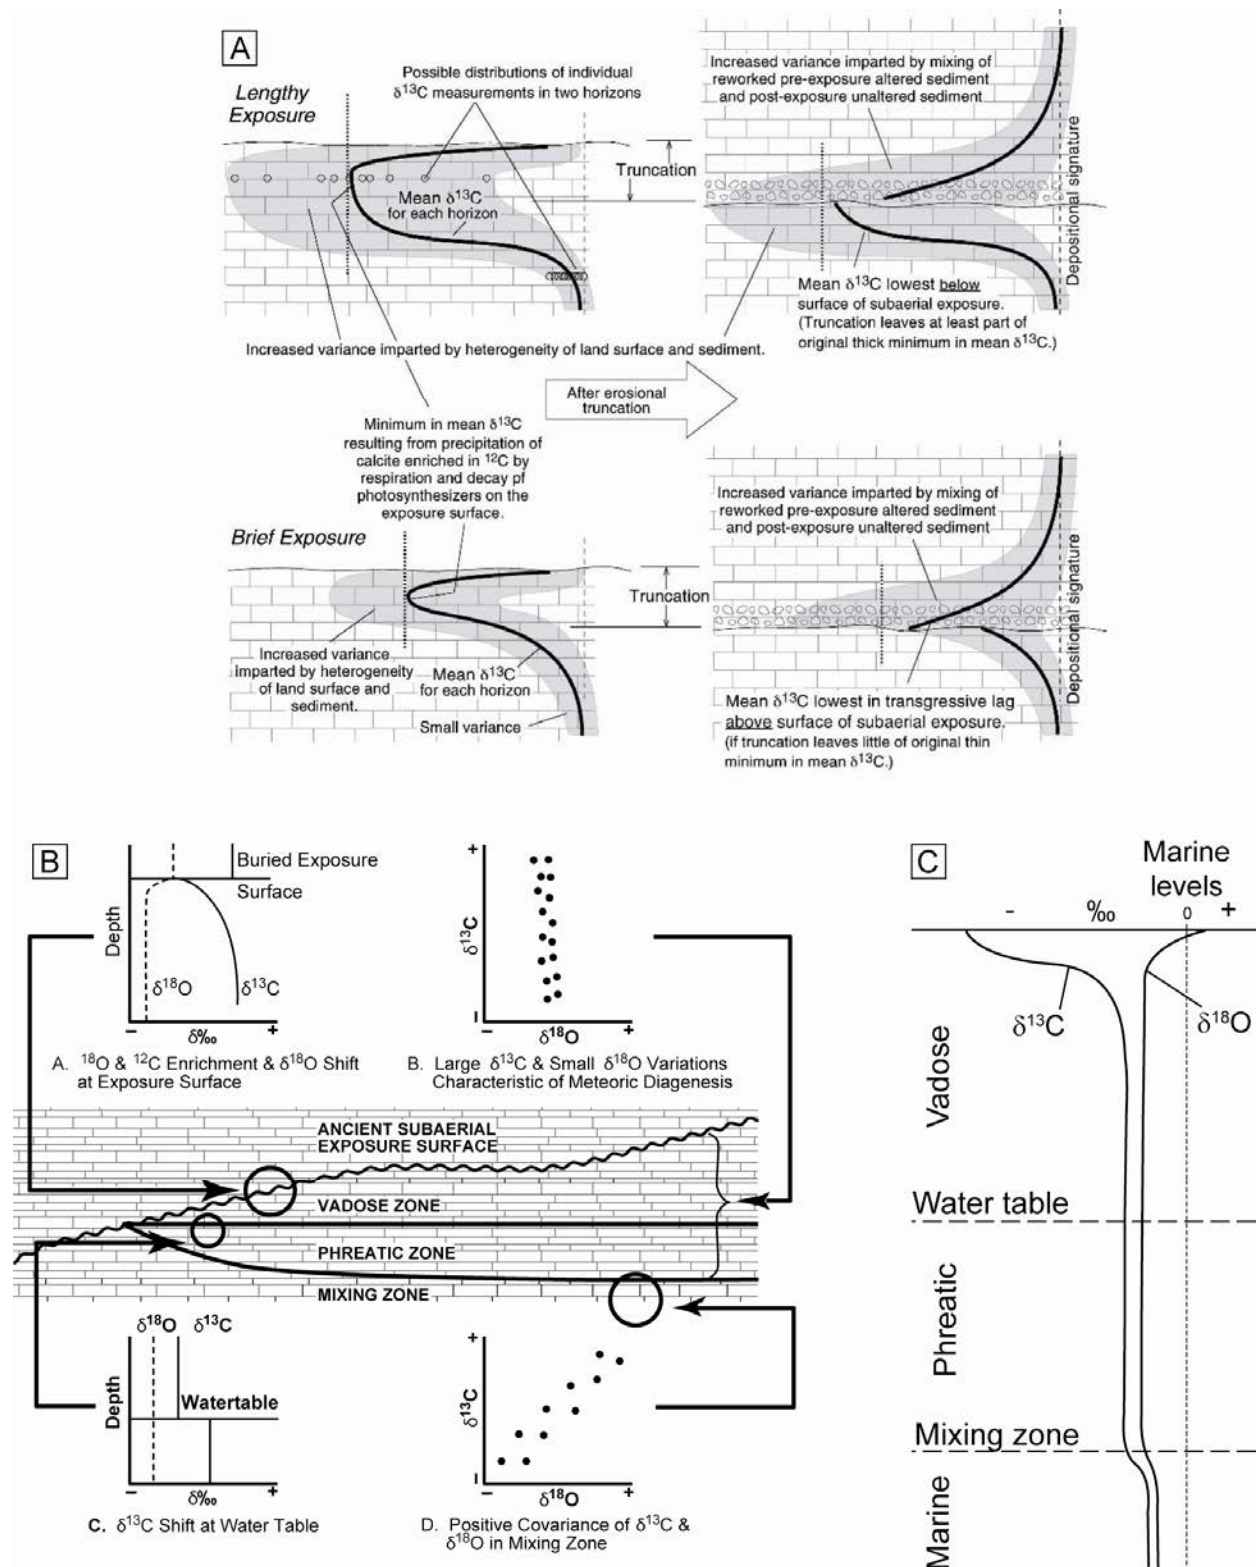 A
Lengthy
Exposure
Possible distributions of individual
δ¹³C measurements in two horizons
Mean δ¹³C
for each horizon
Truncation
Increased variance imparted by mixing of
reworked pre-exposure altered sediment
and post-exposure unaltered sediment
Depositional signature
Mean δ¹³C lowest below
surface of subaerial exposure.
(Truncation leaves at least part of
original thick minimum in mean δ¹³C.)
Increased variance imparted by heterogeneity of land surface and sediment.
After erosional
truncation
Minimum in mean δ¹³C
resulting from precipitation of
calcite enriched in ¹²C by
respiration and decay pf
photosynthesizers on the
exposure surface.
Brief Exposure
Increased variance
imparted by heterogeneity
of land surface and
sediment.
Mean δ¹³C
for each horizon
Small variance
Truncation
Increased variance imparted by mixing of
reworked pre-exposure altered sediment
and post-exposure unaltered sediment
Depositional signature
Mean δ¹³C lowest in transgressive lag
above surface of subaerial exposure.
(if truncation leaves little of original thin
minimum in mean δ¹³C.)
B
Buried Exposure
Surface
Depth
δ¹⁸O
δ¹³C
− δ‰ +
A. ¹⁸O & ¹²C Enrichment & δ¹⁸O Shift
at Exposure Surface
+
δ¹³C
−
− δ¹⁸O +
B. Large δ¹³C & Small δ¹⁸O Variations
Characteristic of Meteoric Diagenesis
ANCIENT SUBAERIAL
EXPOSURE SURFACE
VADOSE ZONE
PHREATIC ZONE
MIXING ZONE
δ¹⁸O δ¹³C
Depth
Watertable
− δ‰ +
C. δ¹³C Shift at Water Table
+
δ¹³C
−
− δ¹⁸O +
D. Positive Covariance of δ¹³C &
δ¹⁸O in Mixing Zone
C
Marine
levels
- ‰ 0 +
δ¹³C
δ¹⁸O
Vadose
Water table
Phreatic
Mixing zone
Marine